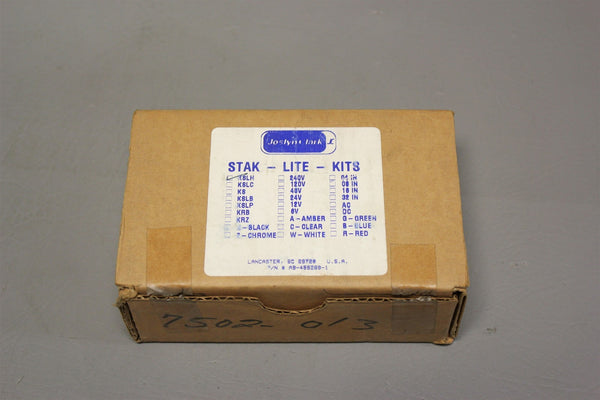 Joslyn Clark
STAK - LITE - KITS
KSLH 240V 04 IN
KSLC 120V 08 IN
KS 48V 16 IN
KSLB 24V 32 IN
KSLP 12V AC
KRB 6V DC
KRZ A-AMBER G-GREEN
-BLACK C-CLEAR B-BLUE
-CHROME W-WHITE R-RED
LANCASTER, SC 29720 U.S.A.
7502-013